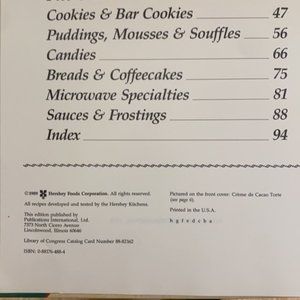 Cookies & Bar Cookies 47
Puddings, Mousses & Souffles 56
Candies 66
Breads & Coffeecakes 75
Microwave Specialties 81
Sauces & Frostings 88
Index 94
©1989 Hershey Foods Corporation. All rights reserved.
All recipes developed and tested by the Hershey Kitchens.
This edition published by
Publications International, Ltd.
7373 North Cicero Avenue
Lincolnwood, Illinois 60646
Library of Congress Catalog Card Number 88-82162
ISBN: 0-88176-488-4
Pictured on the front cover: Crème de Cacao Torte
(see page 4).
Printed in the U.S.A.
h g f e d c b a